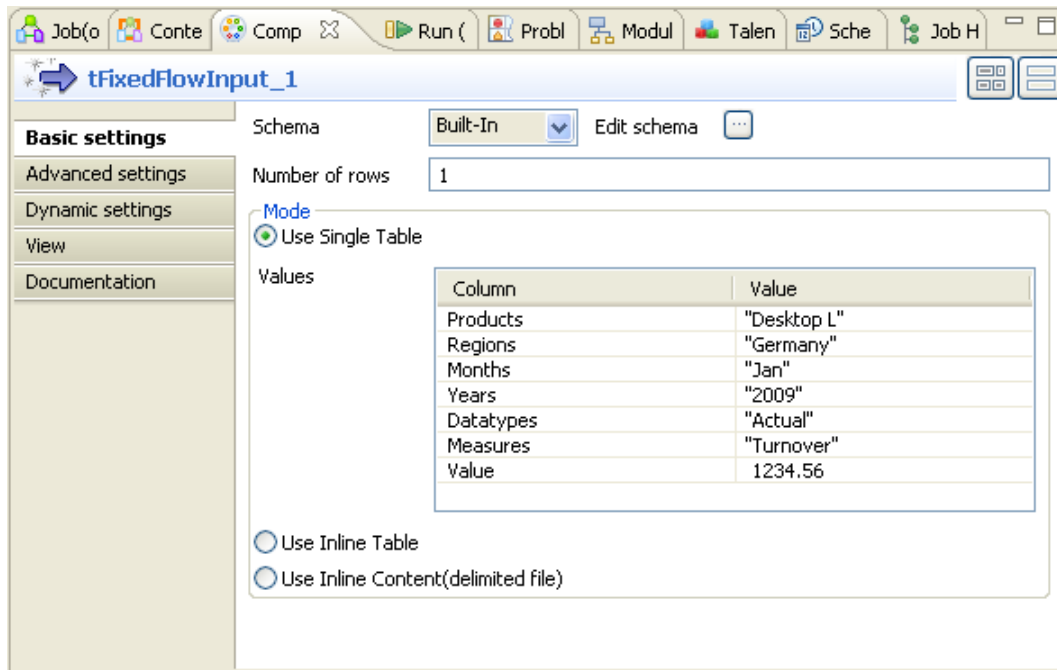 Job(o Conte Comp Run ( Probl Modul Talen Sche Job H
tFixedFlowInput_1
Basic settings
Advanced settings
Dynamic settings
View
Documentation
Schema Built-In Edit schema ...
Number of rows 1
Mode
Use Single Table
Values
Column Value
Products "Desktop L"
Regions "Germany"
Months "Jan"
Years "2009"
Datatypes "Actual"
Measures "Turnover"
Value 1234.56
Use Inline Table
Use Inline Content(delimited file)